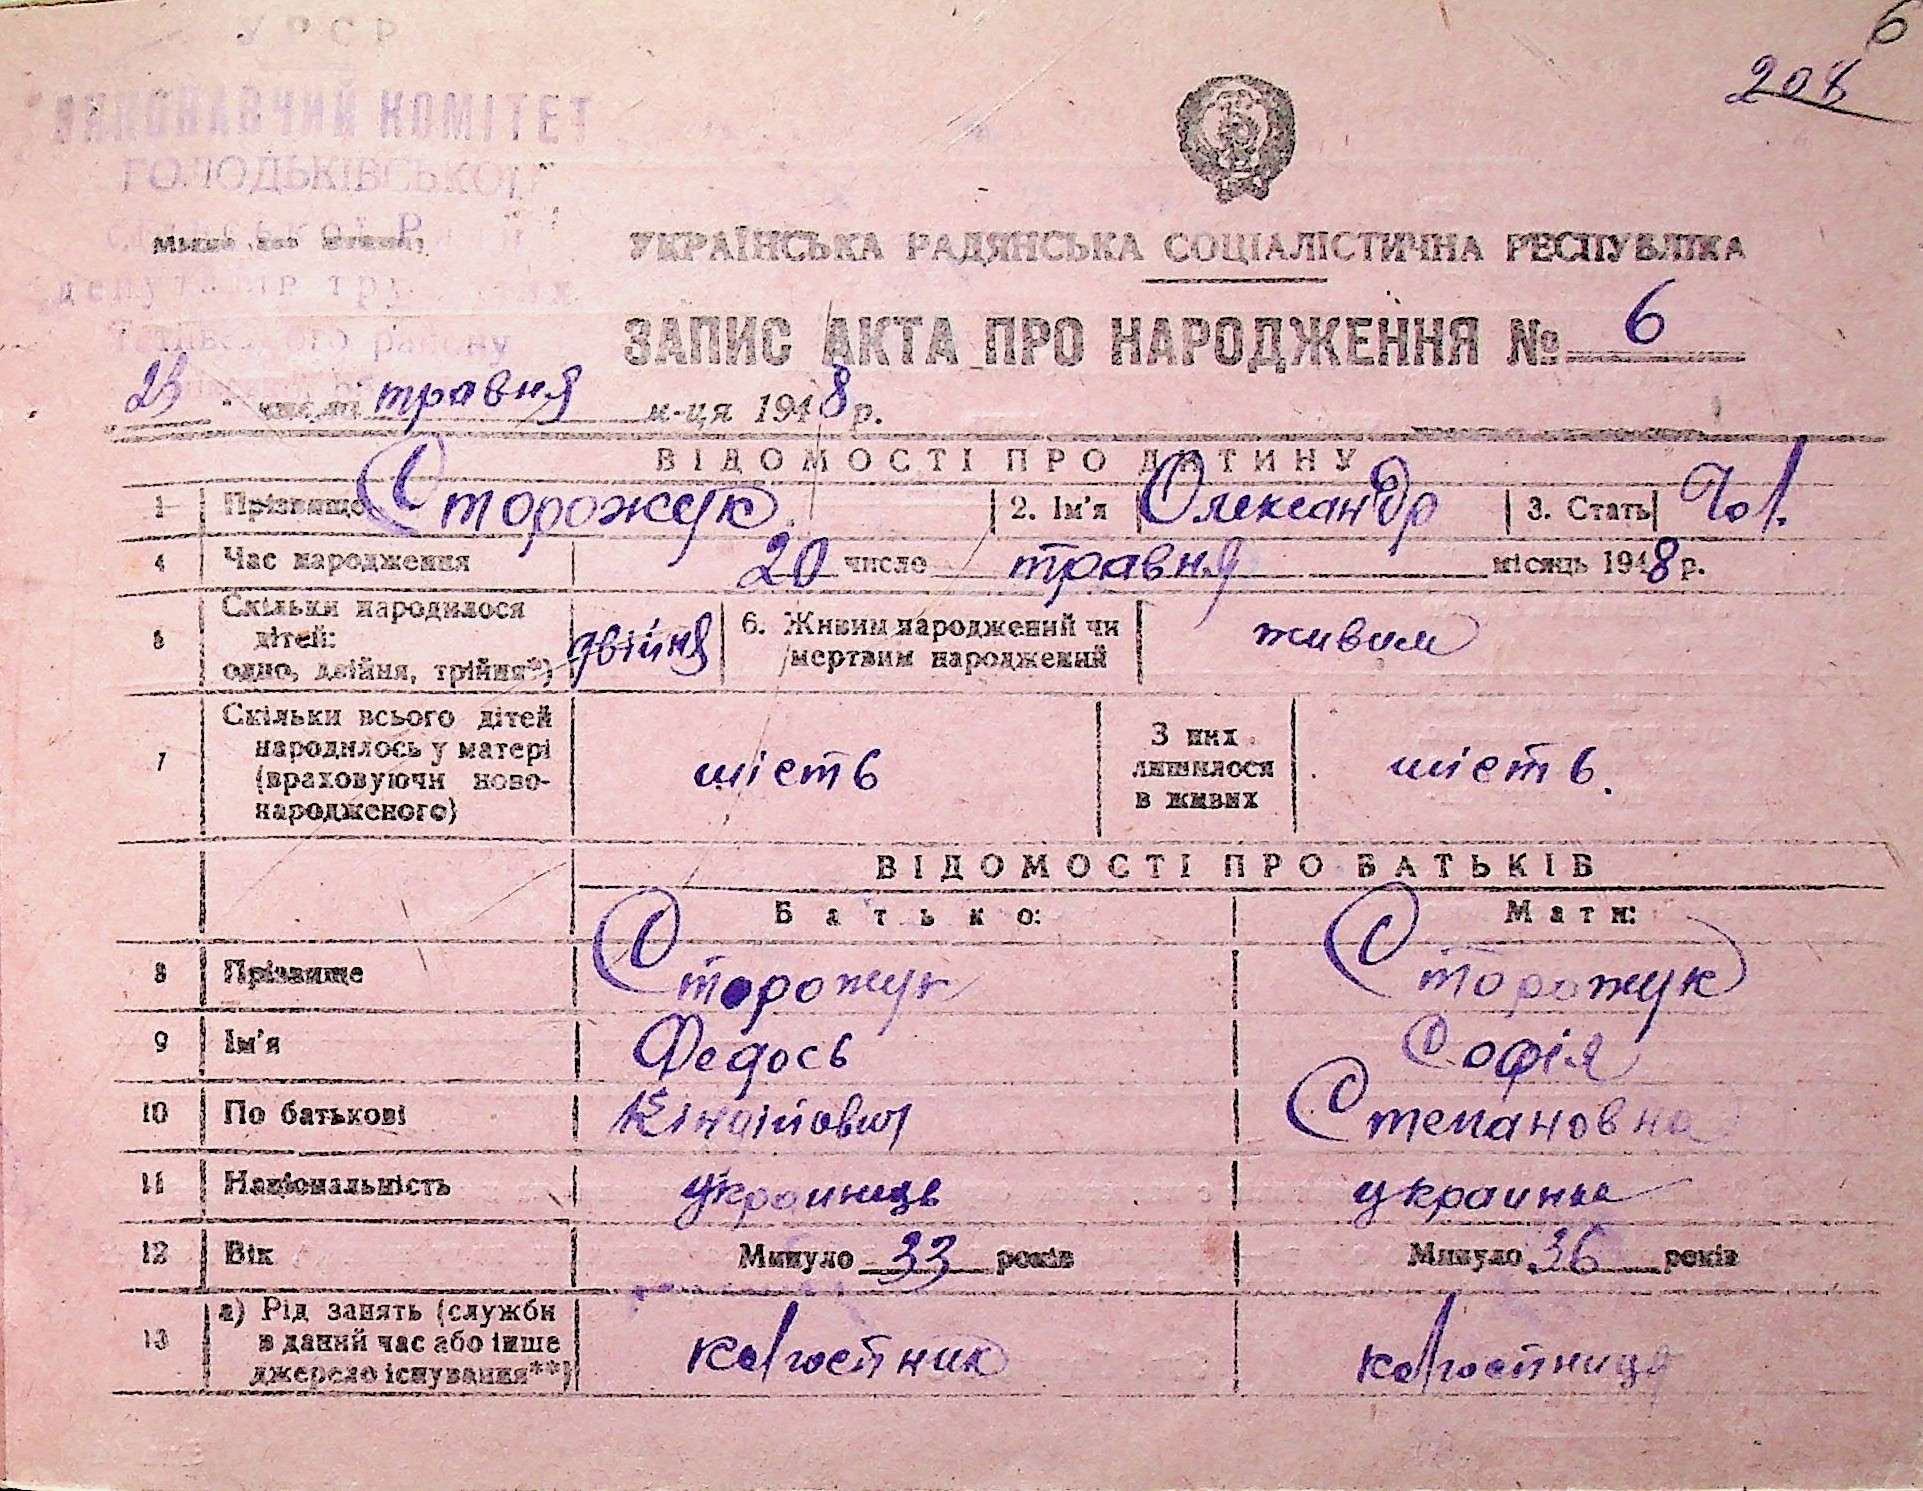 6
208
УРСР
ВИКОНАВЧИЙ КОМІТЕТ
ГОЛОДЬКІВСЬКОЇ
депутатів
району
УКРАЇНСЬКА РАДЯНСЬКА СОЦІАЛІСТИЧНА РЕСПУБЛІКА
ЗАПИС АКТА ПРО НАРОДЖЕННЯ № 6
23 числа травня м-ця 1948 р.
ВІДОМОСТІ ПРО ДИТИНУ
1 Прізвище Сторожук 2. Ім'я Олександр 3. Стать Чол.
4 Час народження 20 число травня місяць 1948 р.
5 Скільки народилося дітей: одно, двійня, трійня*) двійня 6. Живим народжений чи мертвим народжений живим
7 Скільки всього дітей народилось у матері (враховуючи новонародженого) шість З них лишилося в живих шість.
ВІДОМОСТІ ПРО БАТЬКІВ
Батько: Мати:
8 Прізвище Сторожук Сторожук
9 Ім'я Федось Софія
10 По батькові Степановна
11 Національність украинець украинка
12 Вік Минуло 33 років Минуло 36 років
13 а) Рід занять (служби в даний час або інше джерело існування**) колгоспник колгоспниця